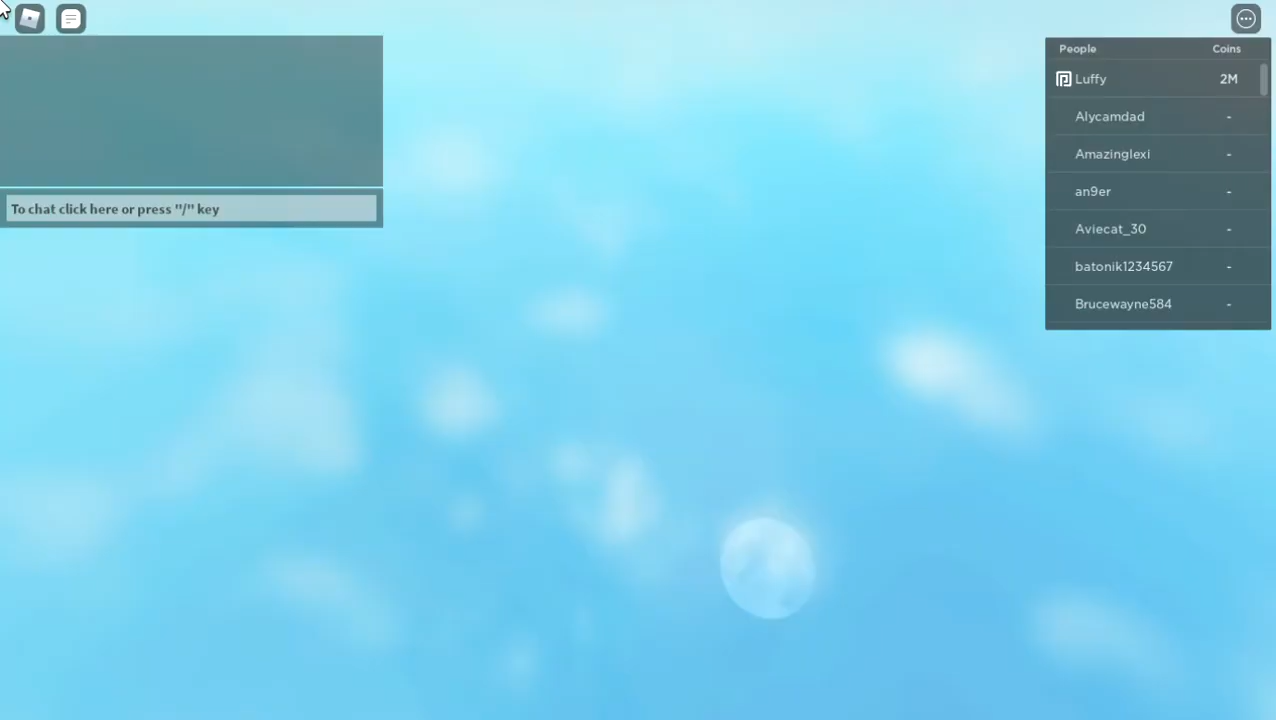 People Coins
Luffy 2M
Alycamdad -
Amazinglexi -
an9er -
Aviecat_30 -
batonik1234567 -
Brucewayne584 -
To chat click here or press "/" key